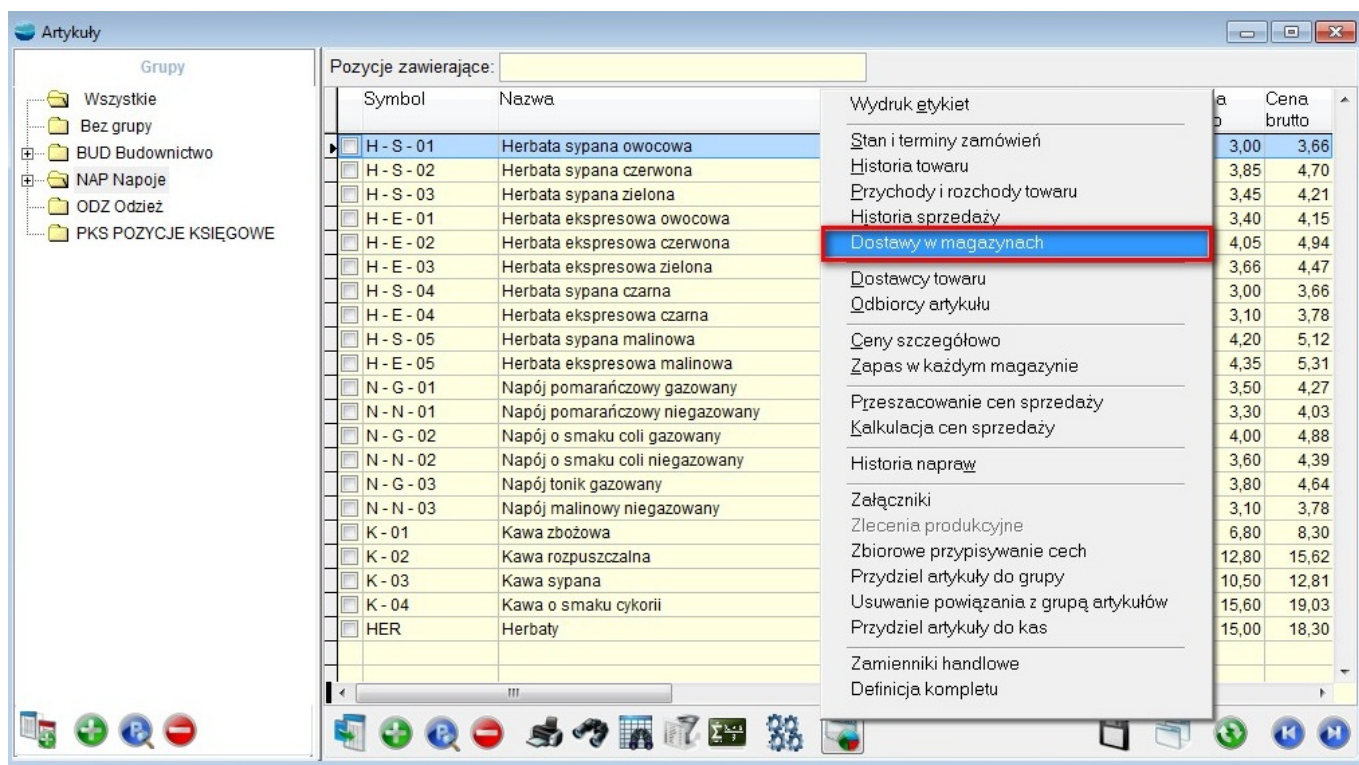 Artykuły
Grupy
Wszystkie
Bez grupy
BUD Budownictwo
NAP Napoje
ODZ Odzież
PKS POZYCJE KSIĘGOWE
Pozycje zawierające:
Symbol Nazwa Cena brutto
H - S - 01 Herbata sypana owocowa 3,00 3,66
H - S - 02 Herbata sypana czerwona 3,85 4,70
H - S - 03 Herbata sypana zielona 3,45 4,21
H - E - 01 Herbata ekspresowa owocowa 3,40 4,15
H - E - 02 Herbata ekspresowa czerwona 4,05 4,94
H - E - 03 Herbata ekspresowa zielona 3,66 4,47
H - S - 04 Herbata sypana czarna 3,00 3,66
H - E - 04 Herbata ekspresowa czarna 3,10 3,78
H - S - 05 Herbata sypana malinowa 4,20 5,12
H - E - 05 Herbata ekspresowa malinowa 4,35 5,31
N - G - 01 Napój pomarańczowy gazowany 3,50 4,27
N - N - 01 Napój pomarańczowy niegazowany 3,30 4,03
N - G - 02 Napój o smaku coli gazowany 4,00 4,88
N - N - 02 Napój o smaku coli niegazowany 3,60 4,39
N - G - 03 Napój tonik gazowany 3,80 4,64
N - N - 03 Napój malinowy niegazowany 3,10 3,78
K - 01 Kawa zbożowa 6,80 8,30
K - 02 Kawa rozpuszczalna 12,80 15,62
K - 03 Kawa sypana 10,50 12,81
K - 04 Kawa o smaku cykorii 15,60 19,03
HER Herbaty 15,00 18,30
Wydruk etykiet
Stan i terminy zamówień
Historia towaru
Przychody i rozchody towaru
Historia sprzedaży
Dostawy w magazynach
Dostawcy towaru
Odbiorcy artykułu
Ceny szczegółowo
Zapas w każdym magazynie
Przeszacowanie cen sprzedaży
Kalkulacja cen sprzedaży
Historia napraw
Załączniki
Zlecenia produkcyjne
Zbiorowe przypisywanie cech
Przydziel artykuły do grupy
Usuwanie powiązania z grupą artykułów
Przydziel artykuły do kas
Zamienniki handlowe
Definicja kompletu